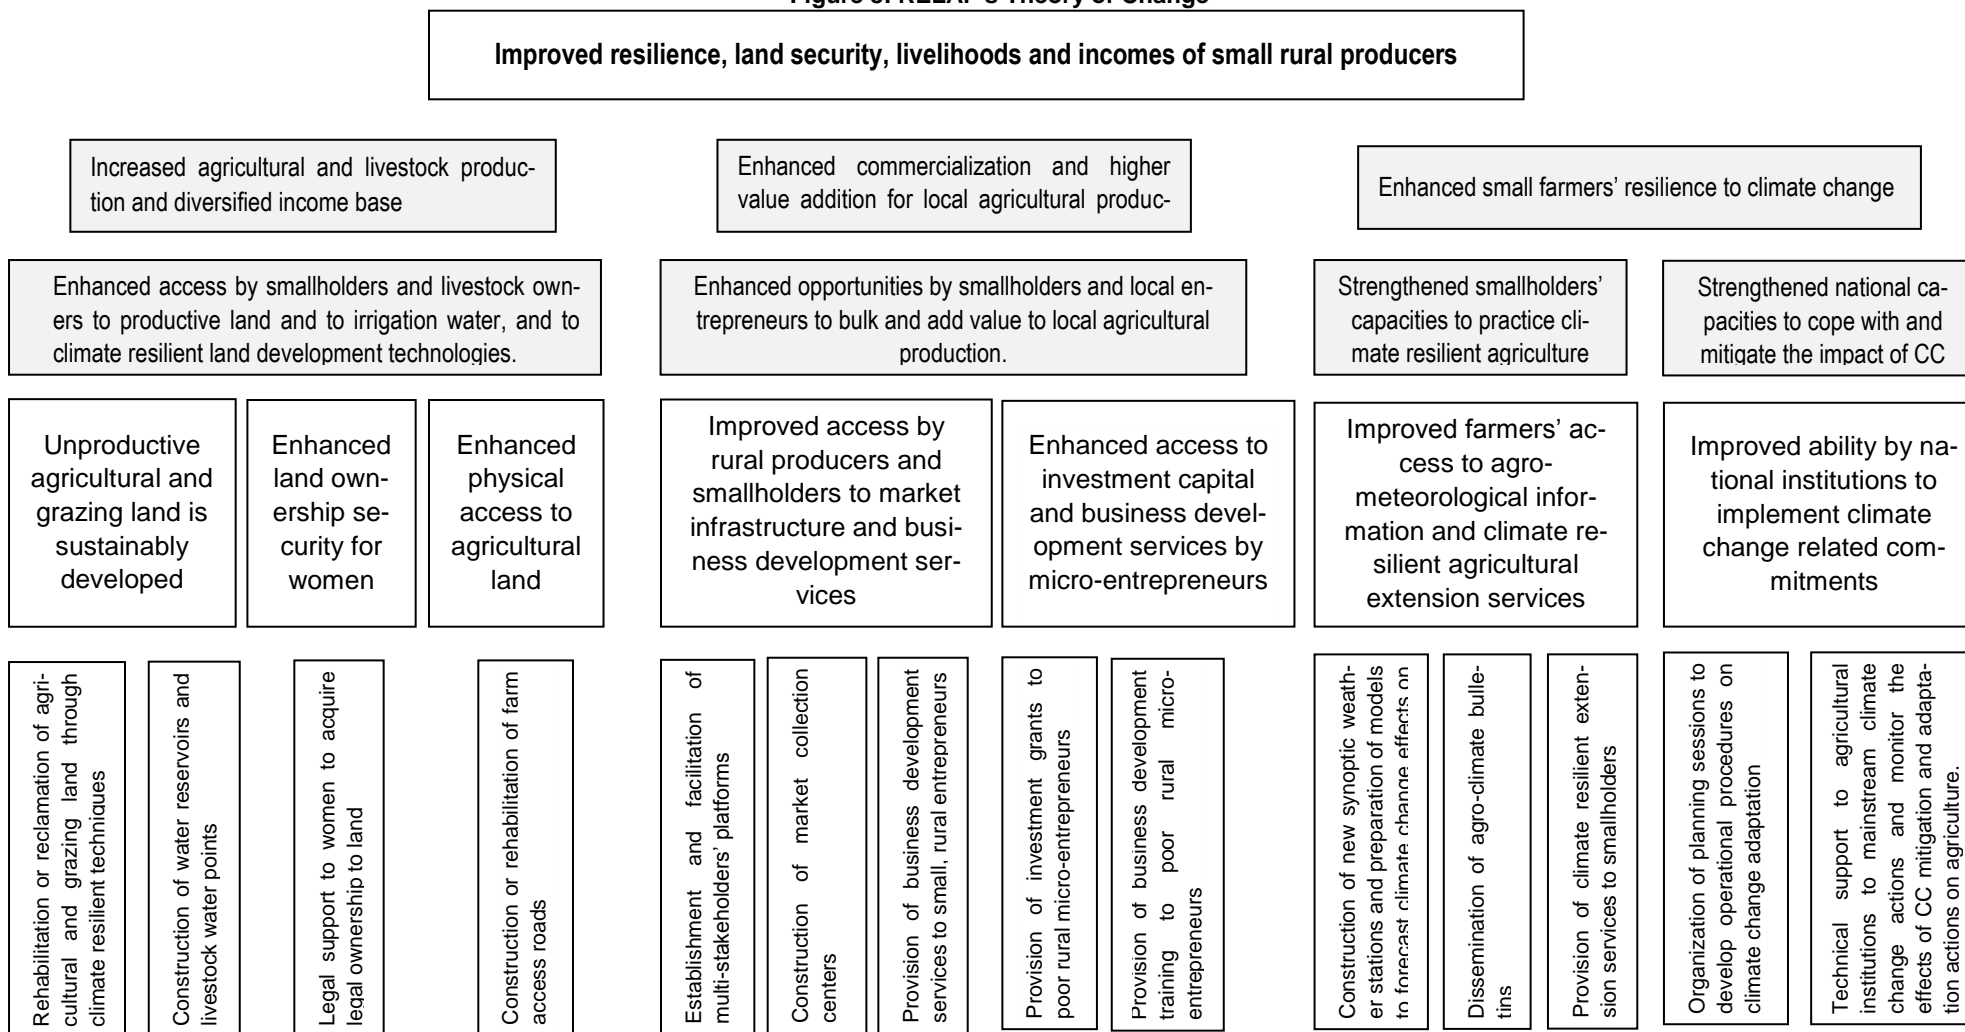 Improved resilience, land security, livelihoods and incomes of small rural producers
Increased agricultural and livestock produc-
tion and diversified income base
Enhanced commercialization and higher
value addition for local agricultural produc-
Enhanced small farmers’ resilience to climate change
Enhanced access by smallholders and livestock own-
ers to productive land and to irrigation water, and to
climate resilient land development technologies.
Enhanced opportunities by smallholders and local en-
trepreneurs to bulk and add value to local agricultural
production.
Strengthened smallholders’
capacities to practice cli-
mate resilient agriculture
Strengthened national ca-
pacities to cope with and
mitigate the impact of CC
Unproductive
agricultural and
grazing land is
sustainably
developed
Enhanced
land own-
ership se-
curity for
women
Enhanced
physical
access to
agricultural
land
Improved access by
rural producers and
smallholders to market
infrastructure and busi-
ness development ser-
vices
Enhanced access to
investment capital
and business devel-
opment services by
micro-entrepreneurs
Improved farmers’ ac-
cess to agro-
meteorological infor-
mation and climate re-
silient agricultural
extension services
Improved ability by na-
tional institutions to
implement climate
change related com-
mitments
Rehabilitation or reclamation of agri-
cultural and grazing land through
climate resilient techniques
Construction of water reservoirs and
livestock water points
Legal support to women to acquire
legal ownership to land
Construction or rehabilitation of farm
access roads
Establishment and facilitation of
multi-stakeholders’ platforms
Construction of market collection
centers
Provision of business development
services to small, rural entrepreneurs
Provision of investment grants to
poor rural micro-entrepreneurs
Provision of business development
training to poor rural micro-
entrepreneurs
Construction of new synoptic weath-
er stations and preparation of models
to forecast climate change effects on
Dissemination of agro-climate bulle-
tins
Provision of climate resilient exten-
sion services to smallholders
Organization of planning sessions to
develop operational procedures on
climate change adaptation
Technical support to agricultural
institutions to mainstream climate
change actions and monitor the
effects of CC mitigation and adapta-
tion actions on agriculture.